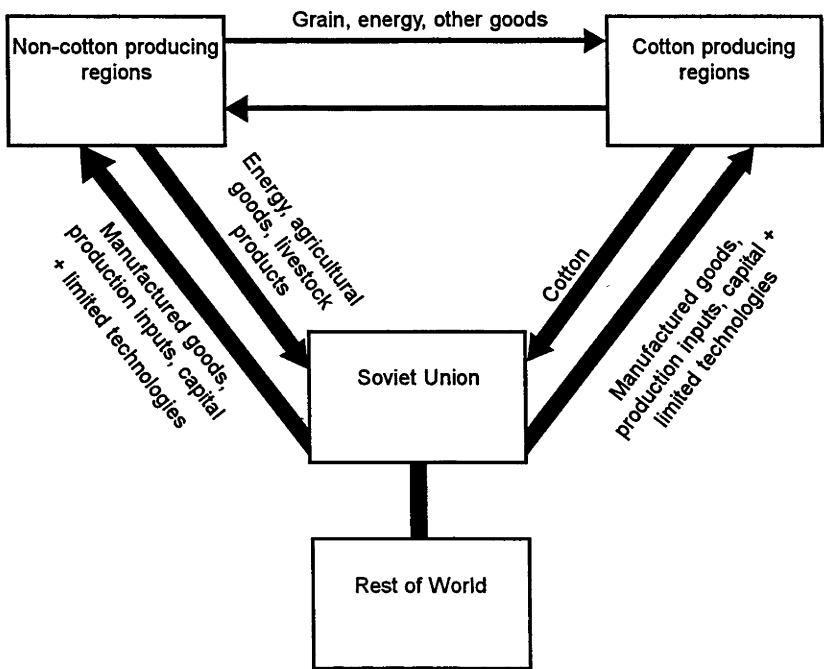 Grain, energy, other goods
Non-cotton producing
regions
Cotton producing
regions
Energy, agricultural
goods, livestock
products
Manufactured goods,
production inputs, capital
+ limited technologies
Cotton
Manufactured goods,
production inputs, capital +
limited technologies
Soviet Union
Rest of World